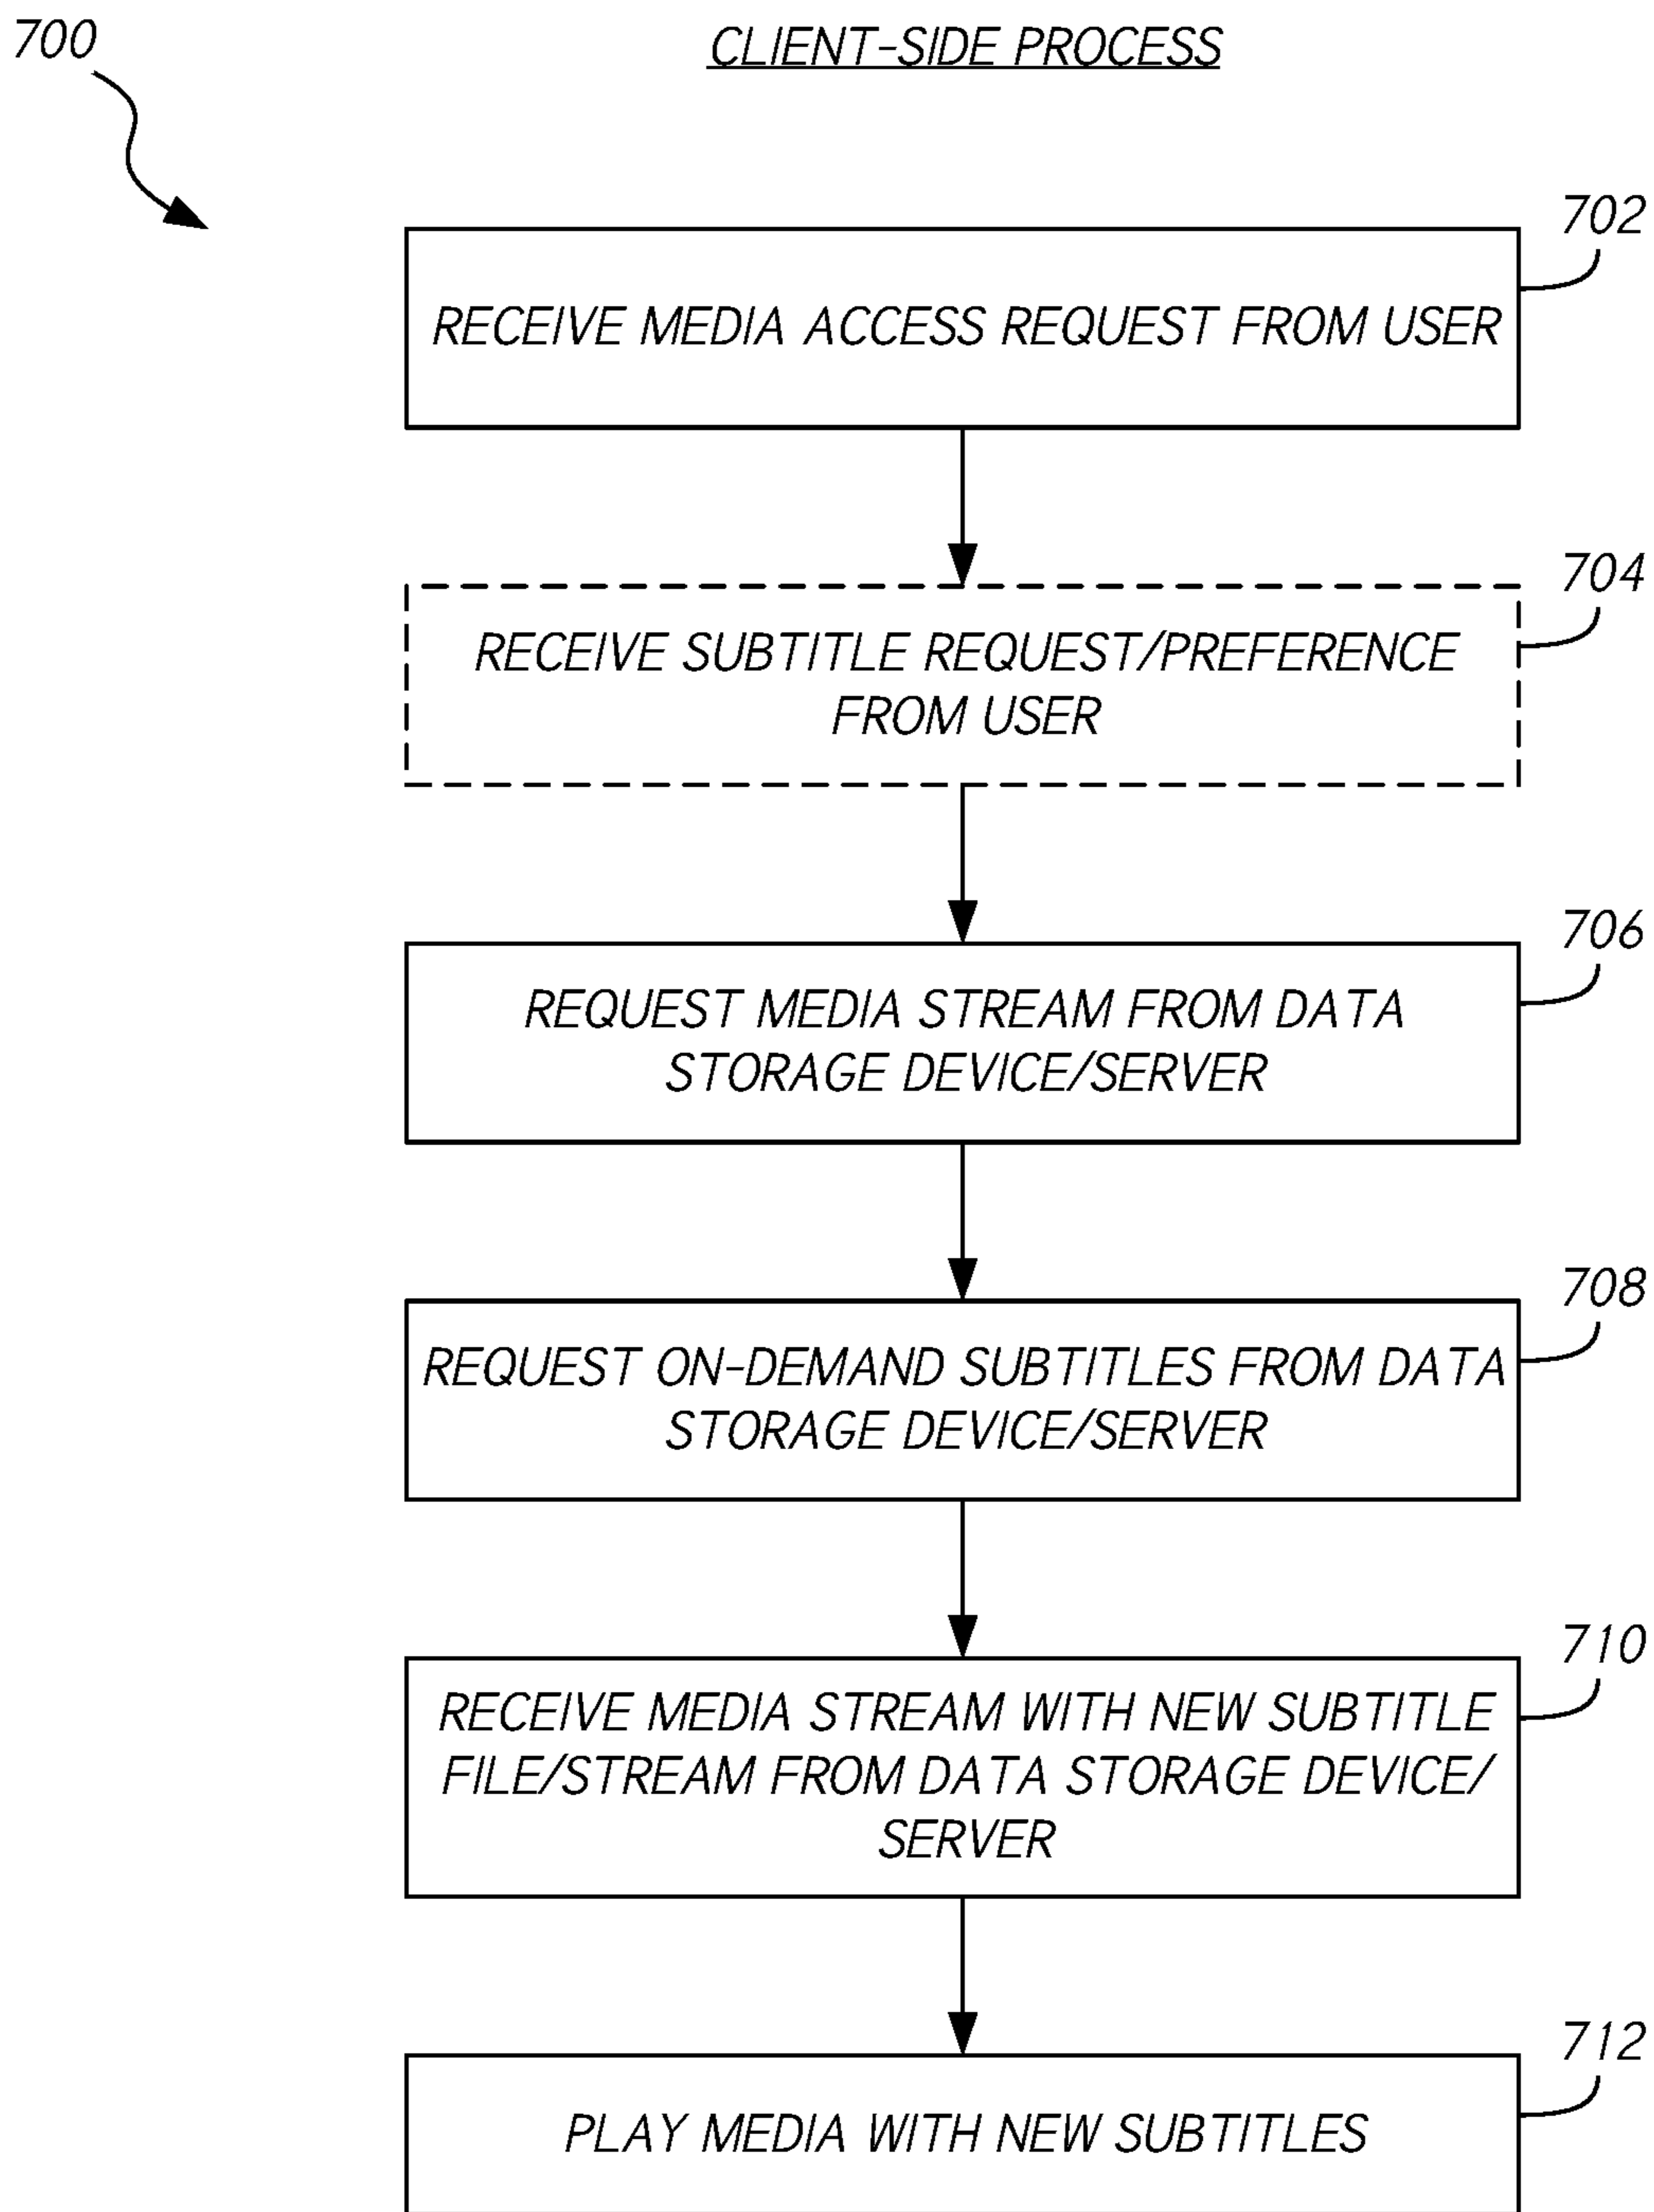 700
CLIENT-SIDE PROCESS
702
RECEIVE MEDIA ACCESS REQUEST FROM USER
704
RECEIVE SUBTITLE REQUEST/PREFERENCE
FROM USER
706
REQUEST MEDIA STREAM FROM DATA
STORAGE DEVICE/SERVER
708
REQUEST ON-DEMAND SUBTITLES FROM DATA
STORAGE DEVICE/SERVER
710
RECEIVE MEDIA STREAM WITH NEW SUBTITLE
FILE/STREAM FROM DATA STORAGE DEVICE/
SERVER
712
PLAY MEDIA WITH NEW SUBTITLES